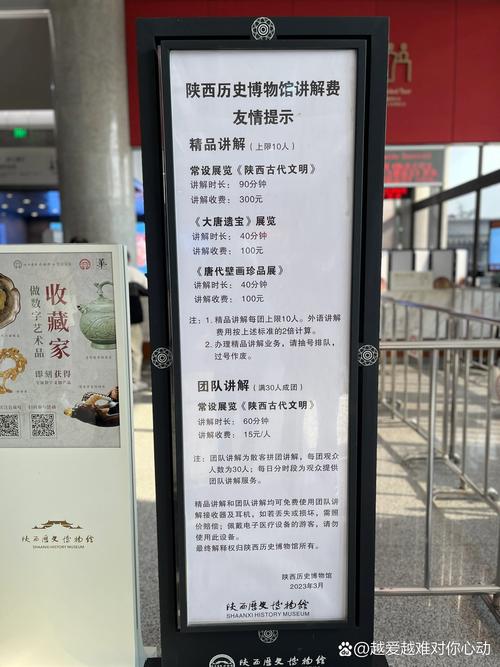 陕西历史博物馆讲解费
友情提示
精品讲解（上限10人）
常设展览《陕西古代文明》
讲解时长： 90分钟
讲解收费： 300元
《大唐遗宝》展览
讲解时长： 40分钟
讲解收费： 100元
《唐代壁画珍品展》
讲解时长： 40分钟
讲解收费： 100元
注：1. 精品讲解每团上限10人。外语讲解
费用按上述标准的2倍计算。
2. 办理精品讲解业务，请抽号排队，
过号作废。
团队讲解（满30人成团）
常设展览《陕西古代文明》
讲解时长： 60分钟
讲解收费： 15元/人
注：团队讲解为散客拼团讲解，每团观众
人数为30人；每日分时段为观众提供
团队讲解服务。
精品讲解和团队讲解均可免费使用团队讲
解接收器及耳机，如若丢失或损坏，需照
价赔偿；佩戴电子医疗设备的游客，请勿
使用此设备。
最终解释权归陕西历史博物馆所有。
陕西历史博物馆
2023年3月
陕西历史博物馆
SHAANXI HISTORY MUSEUM
陕西历史博物馆
收藏家
做数字艺术品
即刻获得
陕西历史博物馆
SHAANXI HISTORY MUSEUM
@越爱越难对你心动